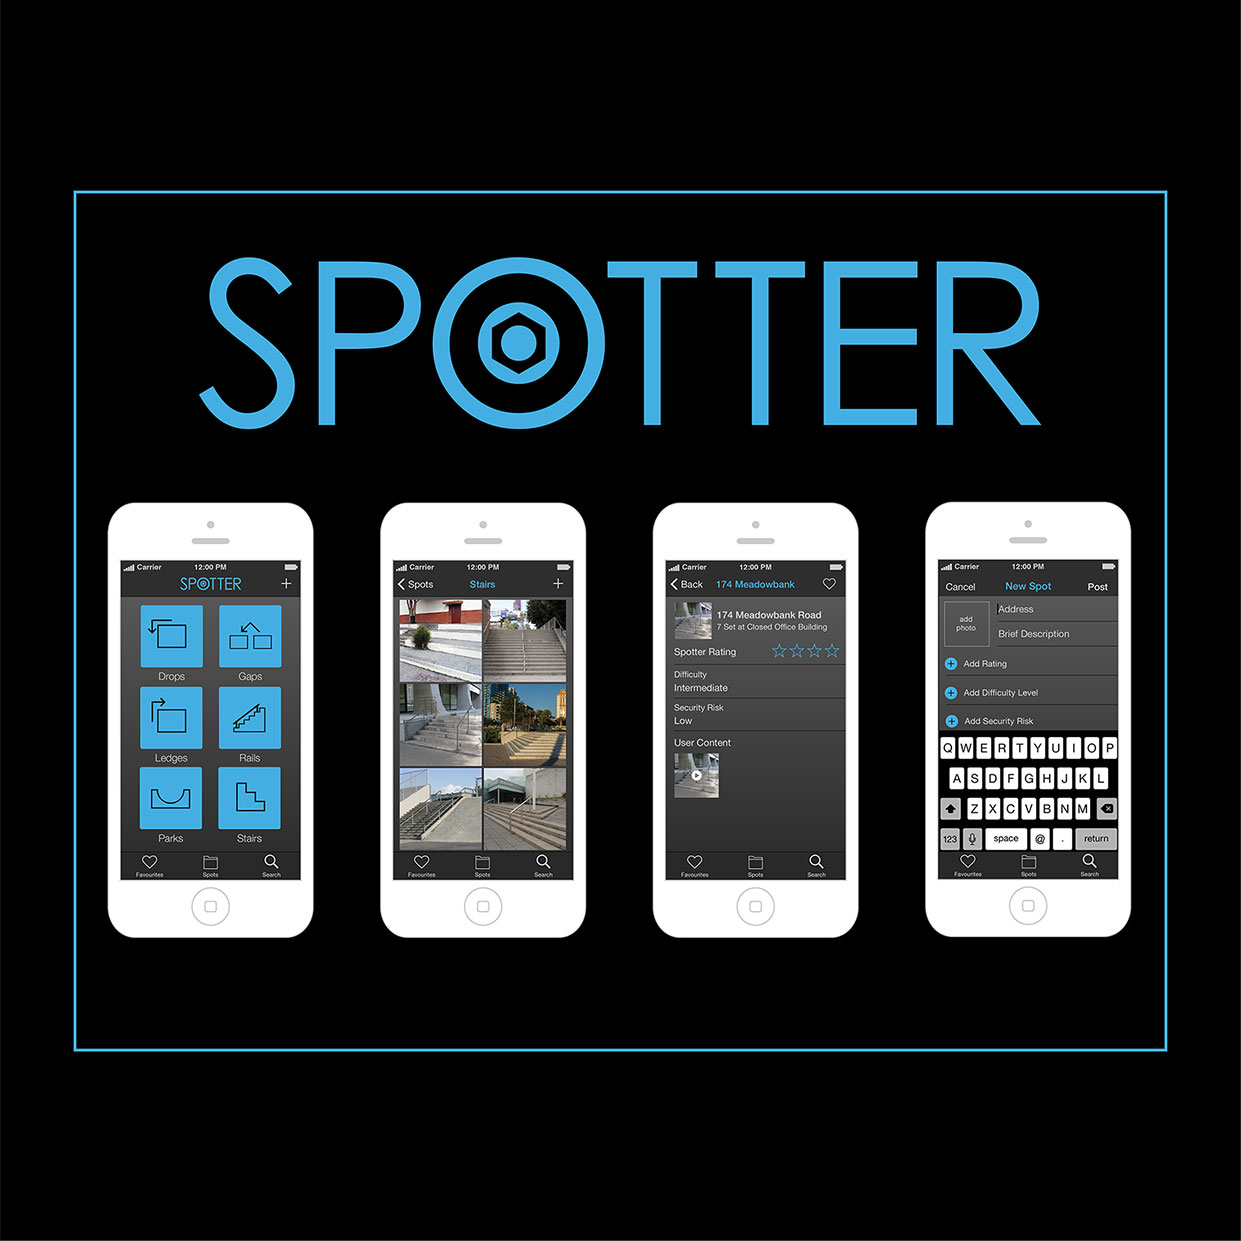 SPOTTER
Carrier 12:00 PM
SPOTTER +
Drops Gaps
Ledges Rails
Parks Stairs
Favourites Spots Search
Carrier 12:00 PM
Spots Stairs +
Favourites Spots Search
Carrier 12:00 PM
Back 174 Meadowbank
174 Meadowbank Road
7 Set at Closed Office Building
Spotter Rating
Difficulty
Intermediate
Security Risk
Low
User Content
Favourites Spots Search
Carrier 12:00 PM
Cancel New Spot Post
add
photo
Address
Brief Description
+ Add Rating
+ Add Difficulty Level
+ Add Security Risk
Q W E R T Y U I O P
A S D F G H J K L
Z X C V B N M
123 space @ . return
Favourites Spots Search